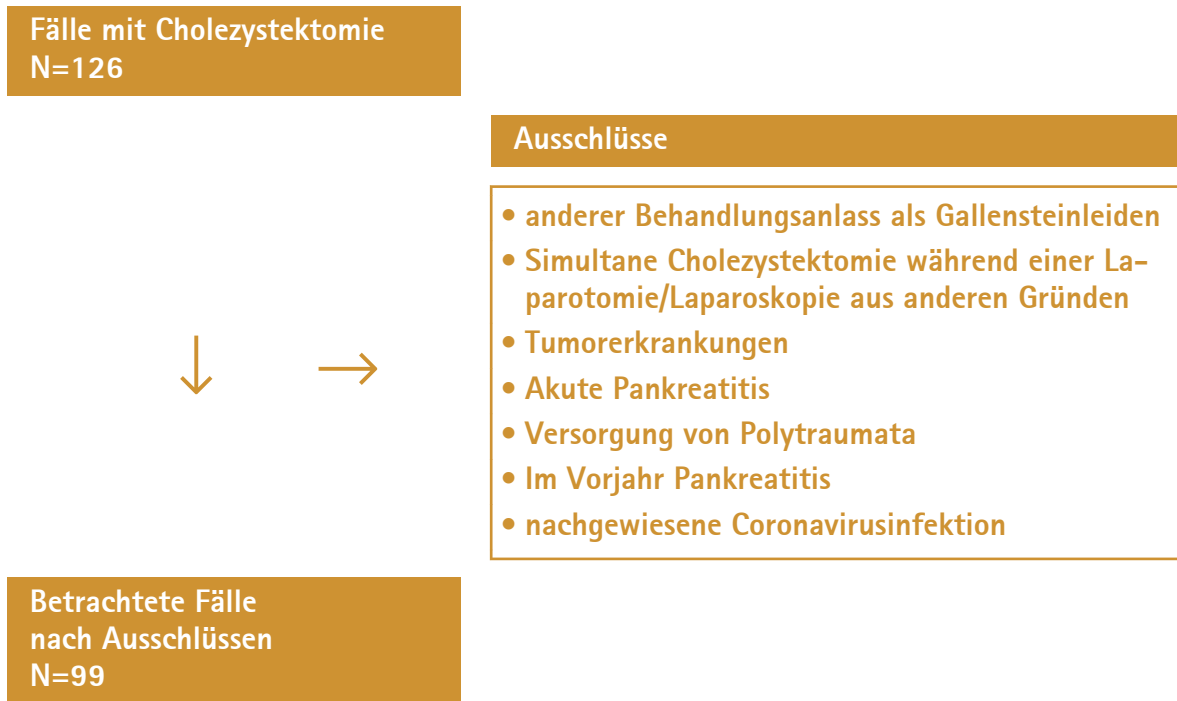 Fälle mit Cholezystektomie
N=126
Ausschlüsse
• anderer Behandlungsanlass als Gallensteinleiden
• Simultane Cholezystektomie während einer La-
parotomie/Laparoskopie aus anderen Gründen
• Tumorerkrankungen
• Akute Pankreatitis
• Versorgung von Polytraumata
• Im Vorjahr Pankreatitis
• nachgewiesene Coronavirusinfektion
Betrachtete Fälle
nach Ausschlüssen
N=99